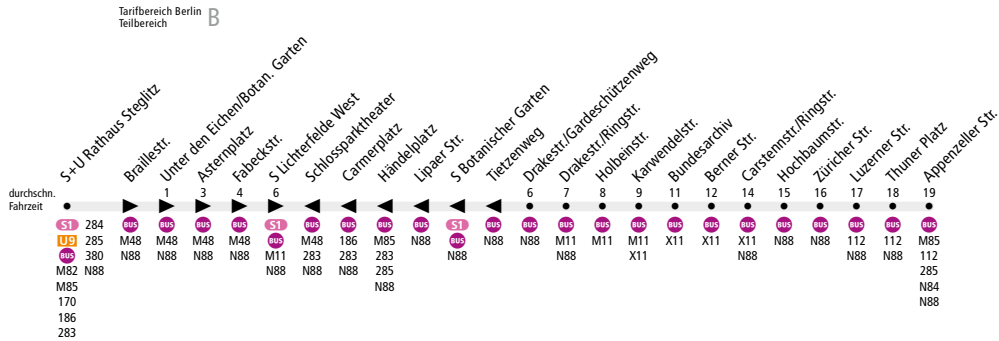 Tarifbereich Berlin
Teilbereich
B
S+U Rathaus Steglitz
Braillestr.
Unter den Eichen/Botan. Garten
Asternplatz
Fabeckstr.
S Lichterfelde West
Schlossparktheater
Carmerplatz
Händelplatz
Lipaer Str.
S Botanischer Garten
Tietzenweg
Drakestr./Gardeschützenweg
Drakestr./Ringstr.
Holbeinstr.
Karwendelstr.
Bundesarchiv
Berner Str.
Carstennstr./Ringstr.
Hochbaumstr.
Züricher Str.
Luzerner Str.
Thuner Platz
Appenzeller Str.
durchschn.
Fahrzeit
1 3 4 6 6 7 8 9 11 12 14 15 16 17 18 19
S1 284 BUS BUS BUS BUS S1 BUS BUS BUS BUS S1 BUS BUS BUS BUS BUS BUS BUS BUS BUS BUS BUS BUS BUS
U9 285 M48 M48 M48 M48 BUS M48 186 M85 N88 BUS N88 N88 M11 M11 M11 X11 X11 X11 N88 N88 112 112 M85
BUS 380 N88 N88 N88 N88 M11 283 283 283 N88 N88 X11 N88 N88 N88 112
M82 N88 N88 N88 N88 285 285
M85 N88 N84
170 N88
186
283